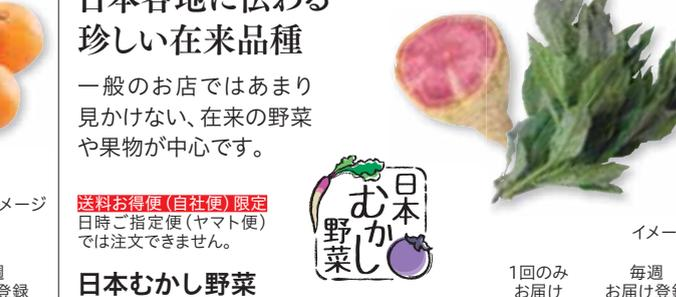 日本各地に伝わる
珍しい在来品種
一般のお店ではあまり
見かけない、在来の野菜
や果物が中心です。
送料お得便(自社便)限定
日時ご指定便(ヤマト便)
では注文できません。
日本
むかし
野菜
日本むかし野菜
メージ
イメー
1回のみ
お届け
毎週
お届け登録
週
登録